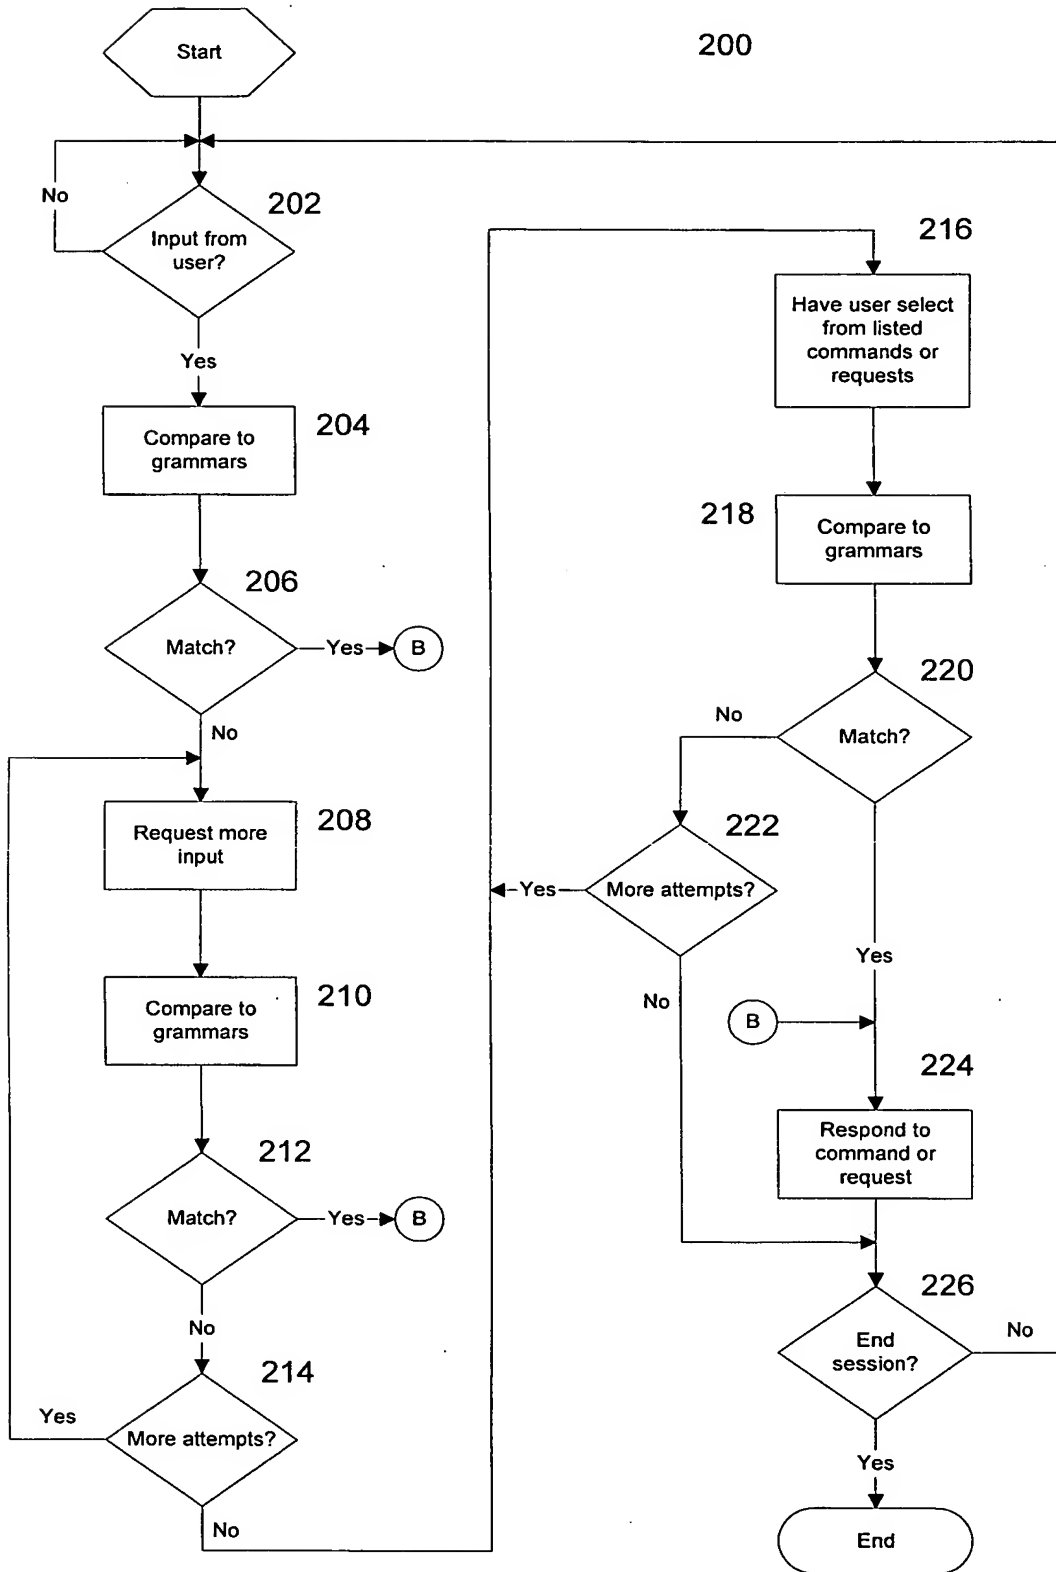 Start
200
No
202
Input from
user?
Yes
204
Compare to
grammars
206
Match?
Yes
B
No
208
Request more
input
210
Compare to
grammars
212
Match?
Yes
B
No
214
Yes
More attempts?
No
216
Have user select
from listed
commands or
requests
218
Compare to
grammars
220
No
Match?
222
Yes
More attempts?
Yes
No
B
224
Respond to
command or
request
226
End
session?
No
Yes
End